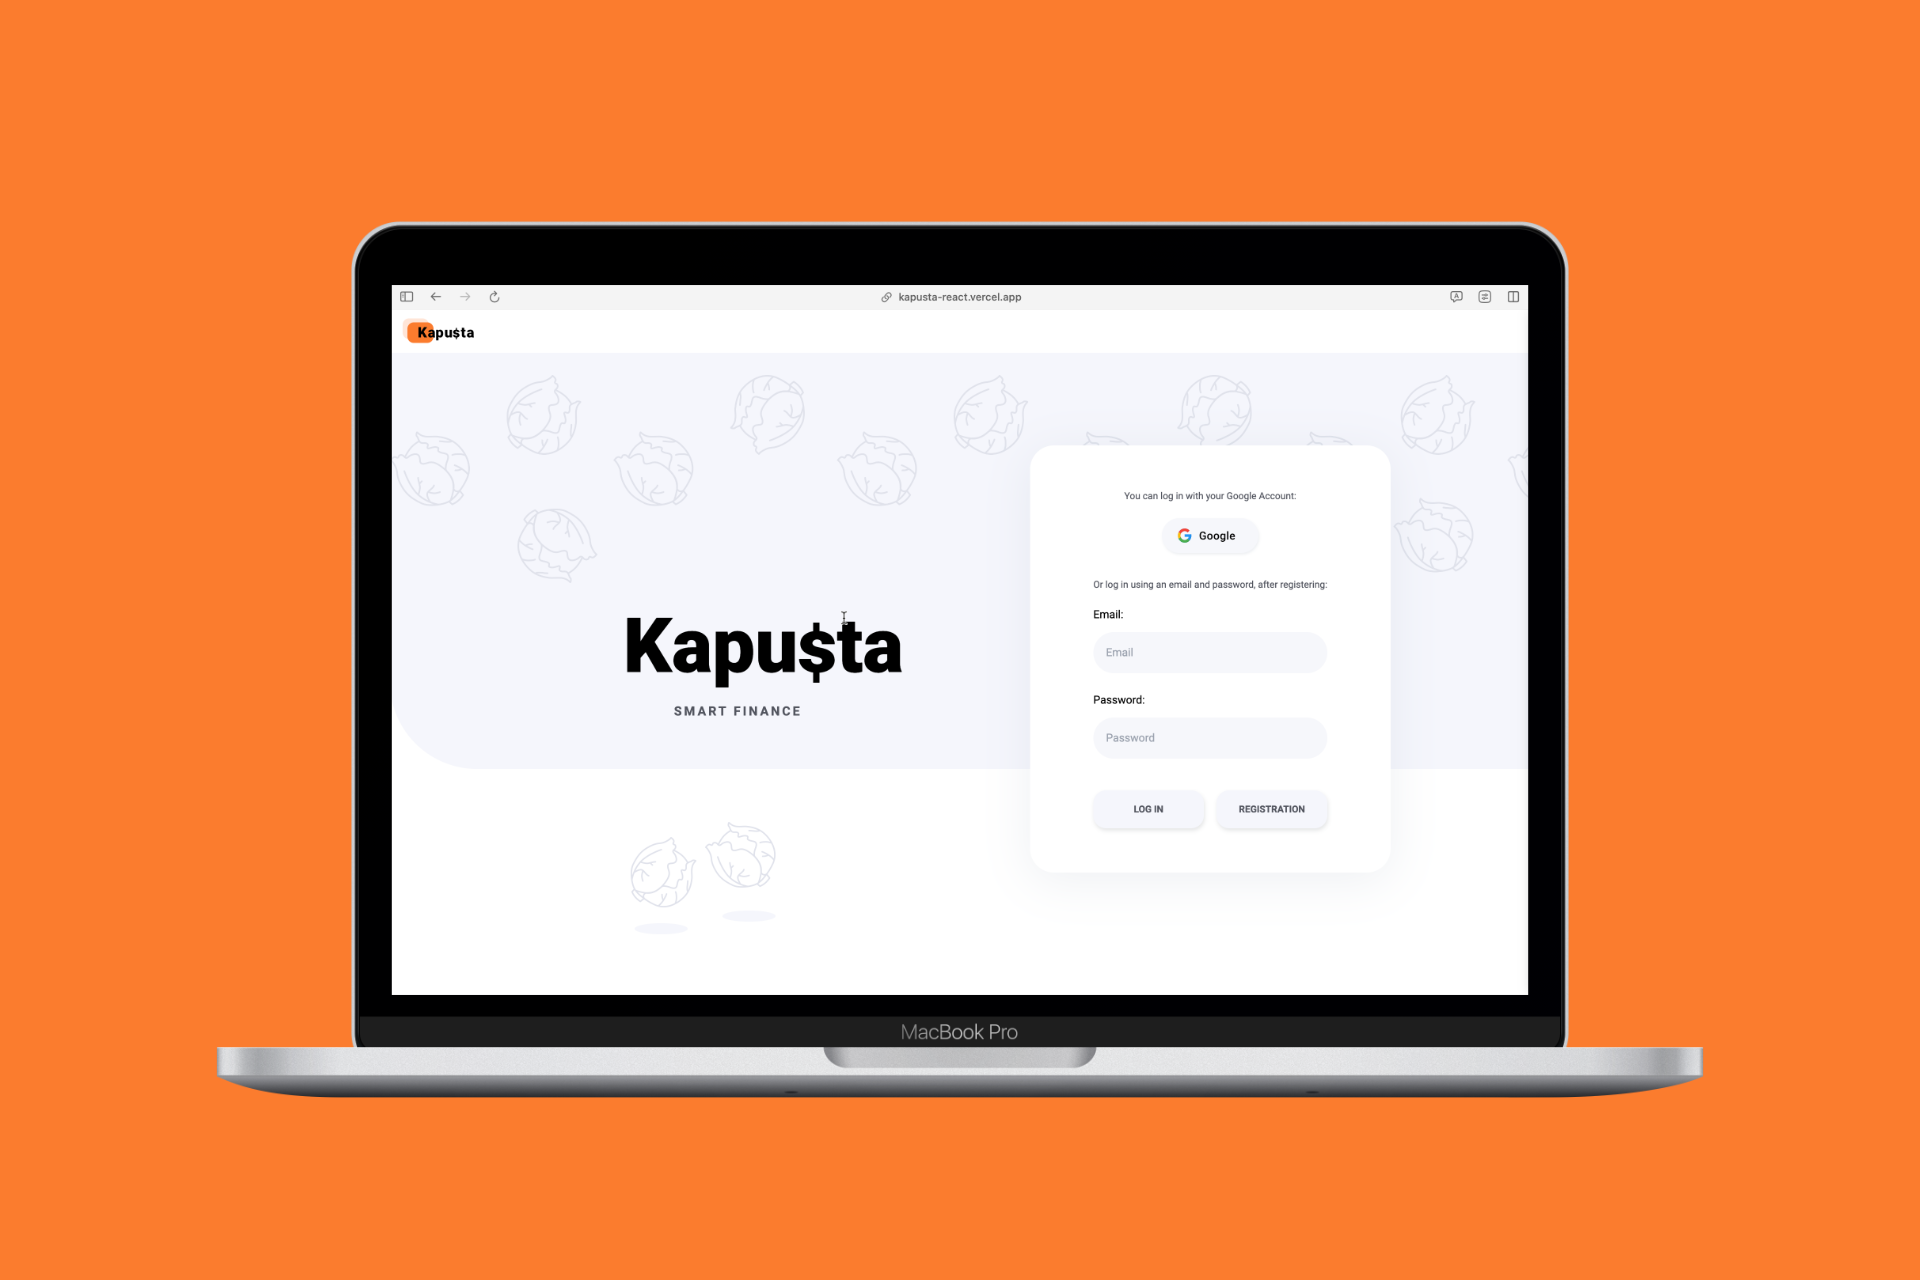 kapusta-react.vercel.app
Kapu$ta
You can log in with your Google Account:
Google
Or log in using an email and password, after registering:
Email:
Email
Kapu$ta
SMART FINANCE
Password:
Password
LOG IN
REGISTRATION
MacBook Pro